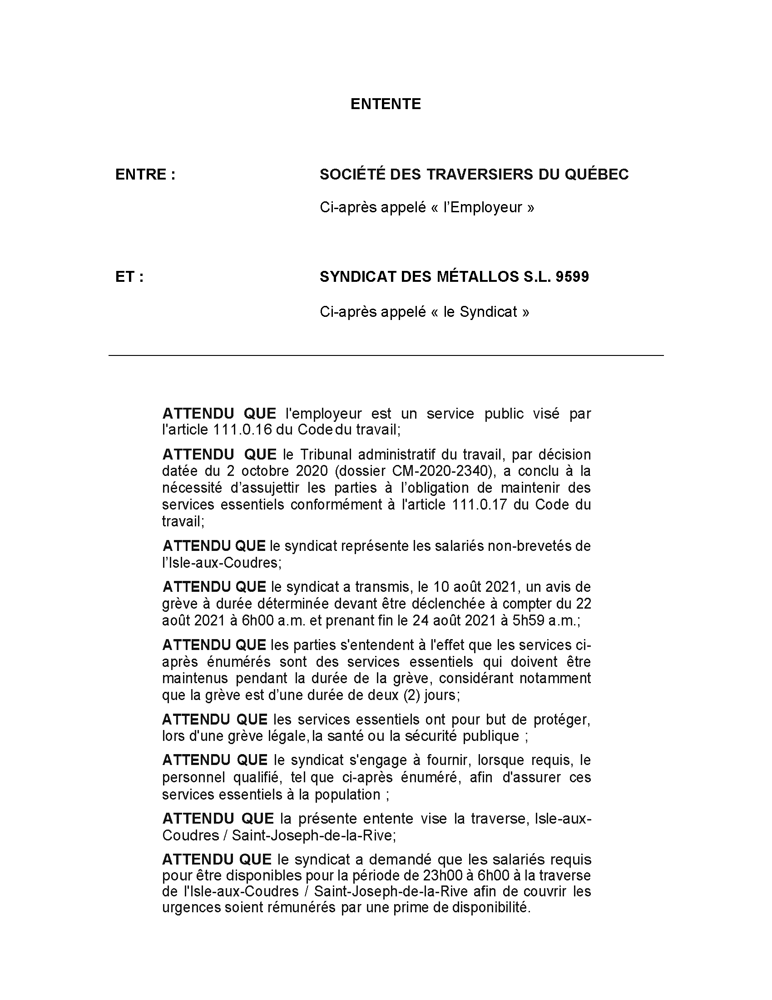 ENTENTE
ENTRE :
SOCIÉTÉ DES TRAVERSIERS DU QUÉBEC
Ci-après appelé « l’Employeur »
ET :
SYNDICAT DES MÉTALLOS S.L. 9599
Ci-après appelé « le Syndicat »
ATTENDU QUE l'employeur est un service public visé par
l'article 111.0.16 du Code du travail;
ATTENDU QUE le Tribunal administratif du travail, par décision
datée du 2 octobre 2020 (dossier CM-2020-2340), a conclu à la
nécessité d’assujettir les parties à l’obligation de maintenir des
services essentiels conformément à l'article 111.0.17 du Code du
travail;
ATTENDU QUE le syndicat représente les salariés non-brevetés de
l’Isle-aux-Coudres;
ATTENDU QUE le syndicat a transmis, le 10 août 2021, un avis de
grève à durée déterminée devant être déclenchée à compter du 22
août 2021 à 6h00 a.m. et prenant fin le 24 août 2021 à 5h59 a.m.;
ATTENDU QUE les parties s'entendent à l'effet que les services ci-
après énumérés sont des services essentiels qui doivent être
maintenus pendant la durée de la grève, considérant notamment
que la grève est d’une durée de deux (2) jours;
ATTENDU QUE les services essentiels ont pour but de protéger,
lors d'une grève légale, la santé ou la sécurité publique ;
ATTENDU QUE le syndicat s'engage à fournir, lorsque requis, le
personnel qualifié, tel que ci-après énuméré, afin d'assurer ces
services essentiels à la population ;
ATTENDU QUE la présente entente vise la traverse, Isle-aux-
Coudres / Saint-Joseph-de-la-Rive;
ATTENDU QUE le syndicat a demandé que les salariés requis
pour être disponibles pour la période de 23h00 à 6h00 à la traverse
de l'Isle-aux-Coudres / Saint-Joseph-de-la-Rive afin de couvrir les
urgences soient rémunérés par une prime de disponibilité.